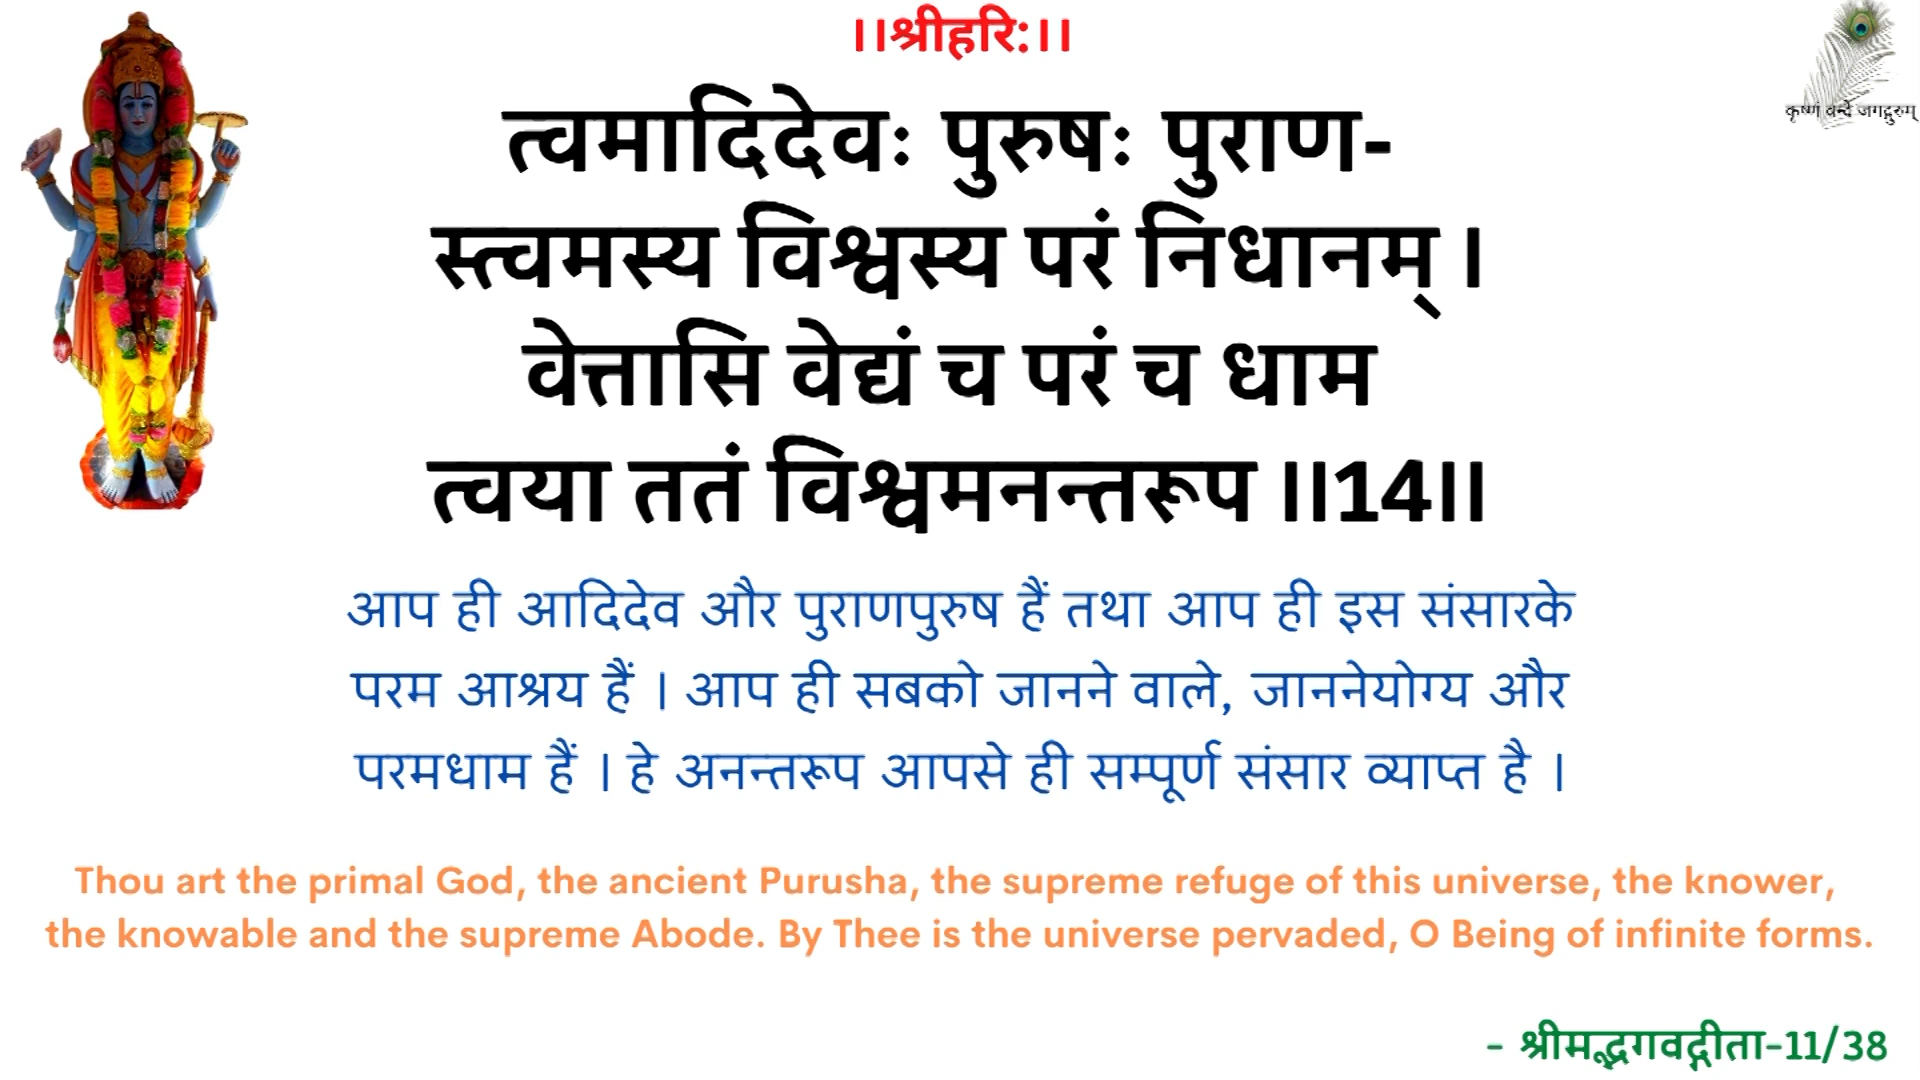 ।।श्रीहरिः।।
कृष्णं वन्दे जगद्गुरुम्
त्वमादिदेवः पुरुषः पुराण-
स्त्वमस्य विश्वस्य परं निधानम् ।
वेत्तासि वेद्यं च परं च धाम
त्वया ततं विश्वमनन्तरूप ।।14।।
आप ही आदिदेव और पुराणपुरुष हैं तथा आप ही इस संसारके
परम आश्रय हैं । आप ही सबको जानने वाले, जाननेयोग्य और
परमधाम हैं । हे अनन्तरूप आपसे ही सम्पूर्ण संसार व्याप्त है ।
Thou art the primal God, the ancient Purusha, the supreme refuge of this universe, the knower,
the knowable and the supreme Abode. By Thee is the universe pervaded, O Being of infinite forms.
- श्रीमद्भगवद्गीता-11/38